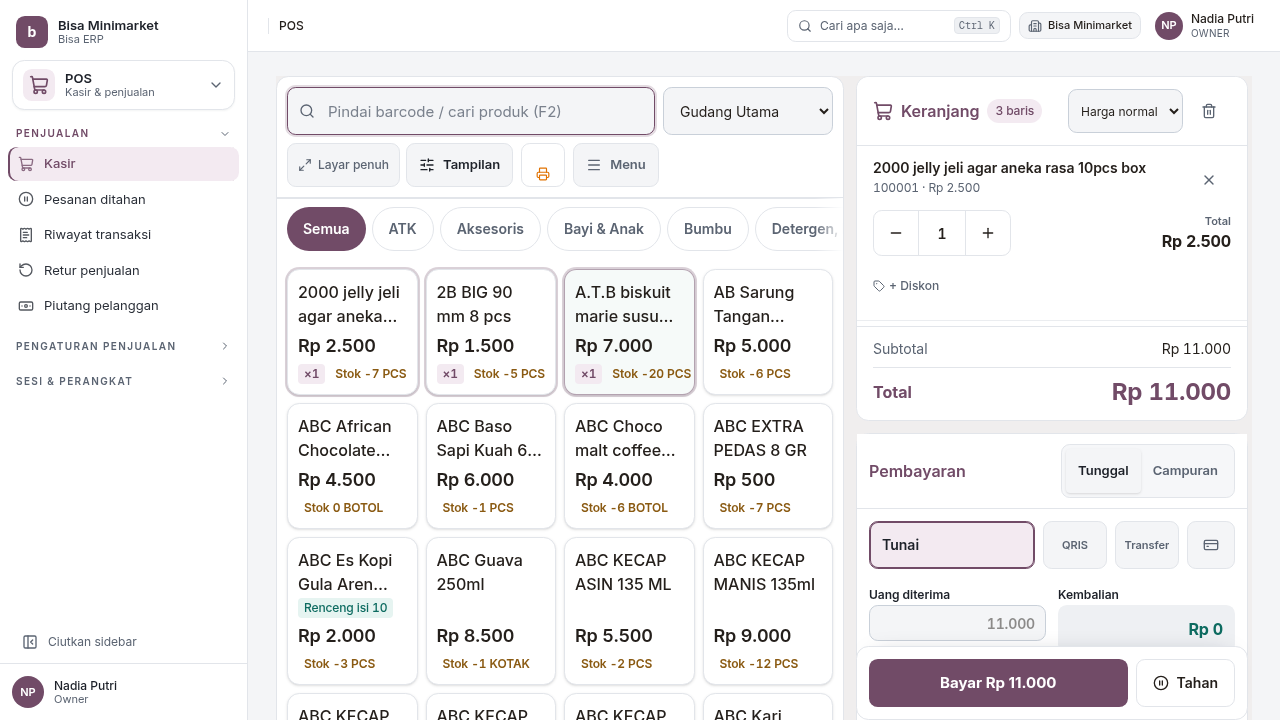 b
Bisa Minimarket
Bisa ERP
POS
Kasir & penjualan
PENJUALAN
Kasir
Pesanan ditahan
Riwayat transaksi
Retur penjualan
Piutang pelanggan
PENGATURAN PENJUALAN
SESI & PERANGKAT
Ciutkan sidebar
NP
Nadia Putri
Owner
POS
Cari apa saja...
Ctrl K
Bisa Minimarket
NP
Nadia Putri
OWNER
Pindai barcode / cari produk (F2)
Gudang Utama
Layar penuh
Tampilan
Menu
Semua
ATK
Aksesoris
Bayi & Anak
Bumbu
Detergen,
2000 jelly jeli
agar aneka...
Rp 2.500
×1
Stok -7 PCS
2B BIG 90
mm 8 pcs
Rp 1.500
×1
Stok -5 PCS
A.T.B biskuit
marie susu...
Rp 7.000
×1
Stok -20 PCS
AB Sarung
Tangan...
Rp 5.000
Stok -6 PCS
ABC African
Chocolate...
Rp 4.500
Stok 0 BOTOL
ABC Baso
Sapi Kuah 6...
Rp 6.000
Stok -1 PCS
ABC Choco
malt coffee...
Rp 4.000
Stok -6 BOTOL
ABC EXTRA
PEDAS 8 GR
Rp 500
Stok -7 PCS
ABC Es Kopi
Gula Aren...
Renceng isi 10
Rp 2.000
Stok -3 PCS
ABC Guava
250ml
Rp 8.500
Stok -1 KOTAK
ABC KECAP
ASIN 135 ML
Rp 5.500
Stok -2 PCS
ABC KECAP
MANIS 135ml
Rp 9.000
Stok -12 PCS
ABC KECAP
ABC KECAP
ABC KECAP
ABC Kari
Keranjang
3 baris
Harga normal
2000 jelly jeli agar aneka rasa 10pcs box
100001 · Rp 2.500
1
Total
Rp 2.500
+ Diskon
Subtotal
Rp 11.000
Total
Rp 11.000
Pembayaran
Tunggal
Campuran
Tunai
QRIS
Transfer
Uang diterima
11.000
Kembalian
Rp 0
Bayar Rp 11.000
Tahan